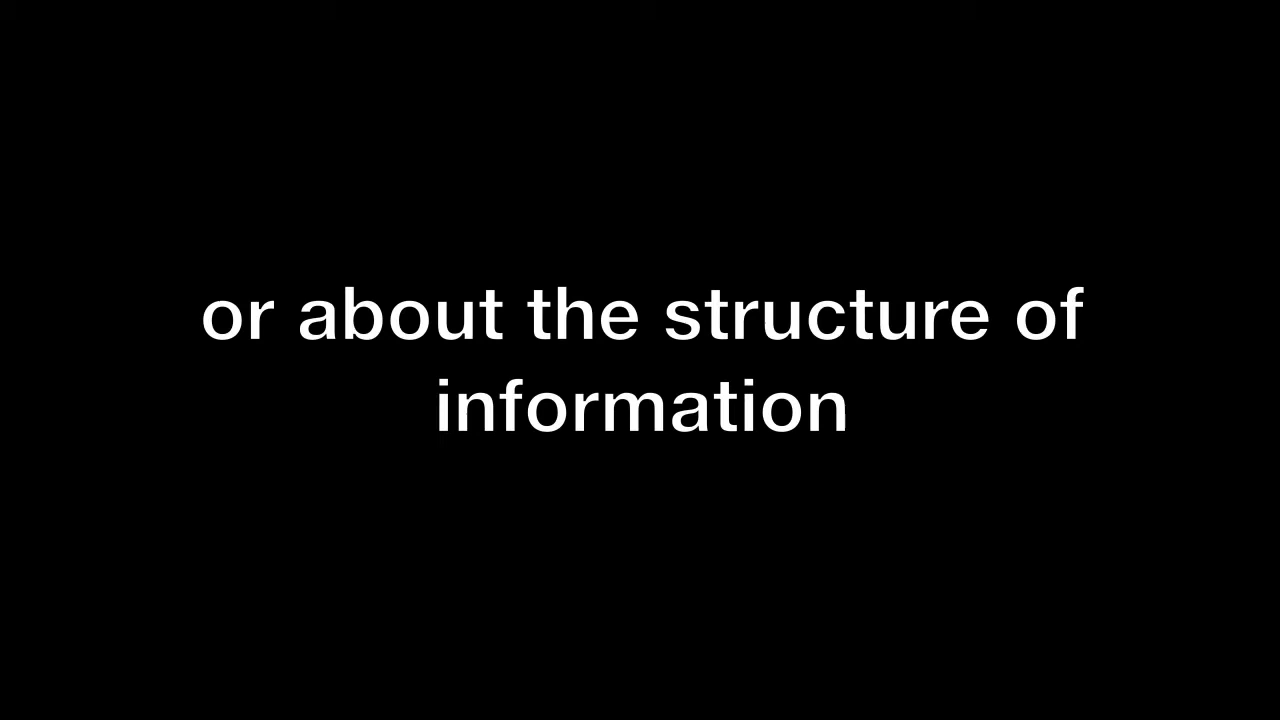 or about the structure of
information